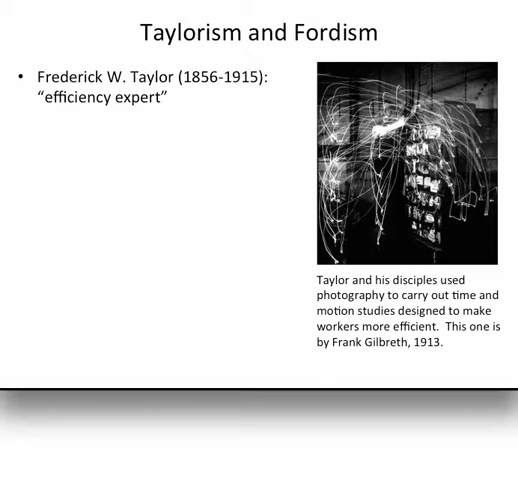 Taylorism and Fordism
• Frederick W. Taylor (1856-1915):
“efficiency expert”
Taylor and his disciples used
photography to carry out time and
motion studies designed to make
workers more efficient.  This one is
by Frank Gilbreth, 1913.